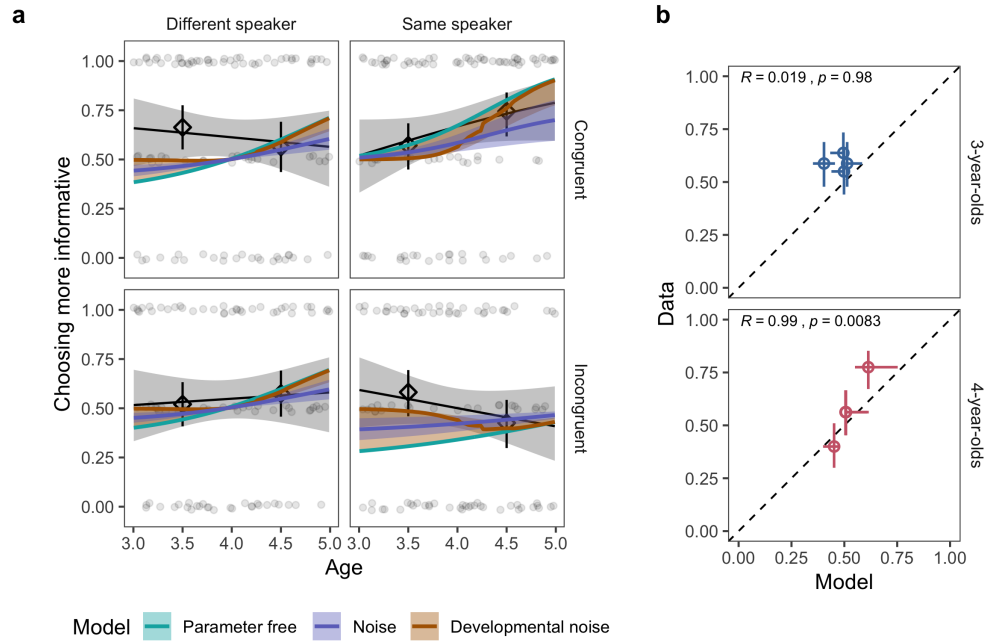 a
b
Different speaker
Same speaker
1.00
0.75
0.50
0.25
0.00
Congruent
1.00
0.75
0.50
0.25
0.00
Incongruent
Choosing more informative
3.0 3.5 4.0 4.5 5.0
3.0 3.5 4.0 4.5 5.0
Age
Model
Parameter free
Noise
Developmental noise
R = 0.019 , p = 0.98
1.00
0.75
0.50
0.25
0.00
3-year-olds
R = 0.99 , p = 0.0083
1.00
0.75
0.50
0.25
0.00
4-year-olds
Data
0.00 0.25 0.50 0.75 1.00
Model